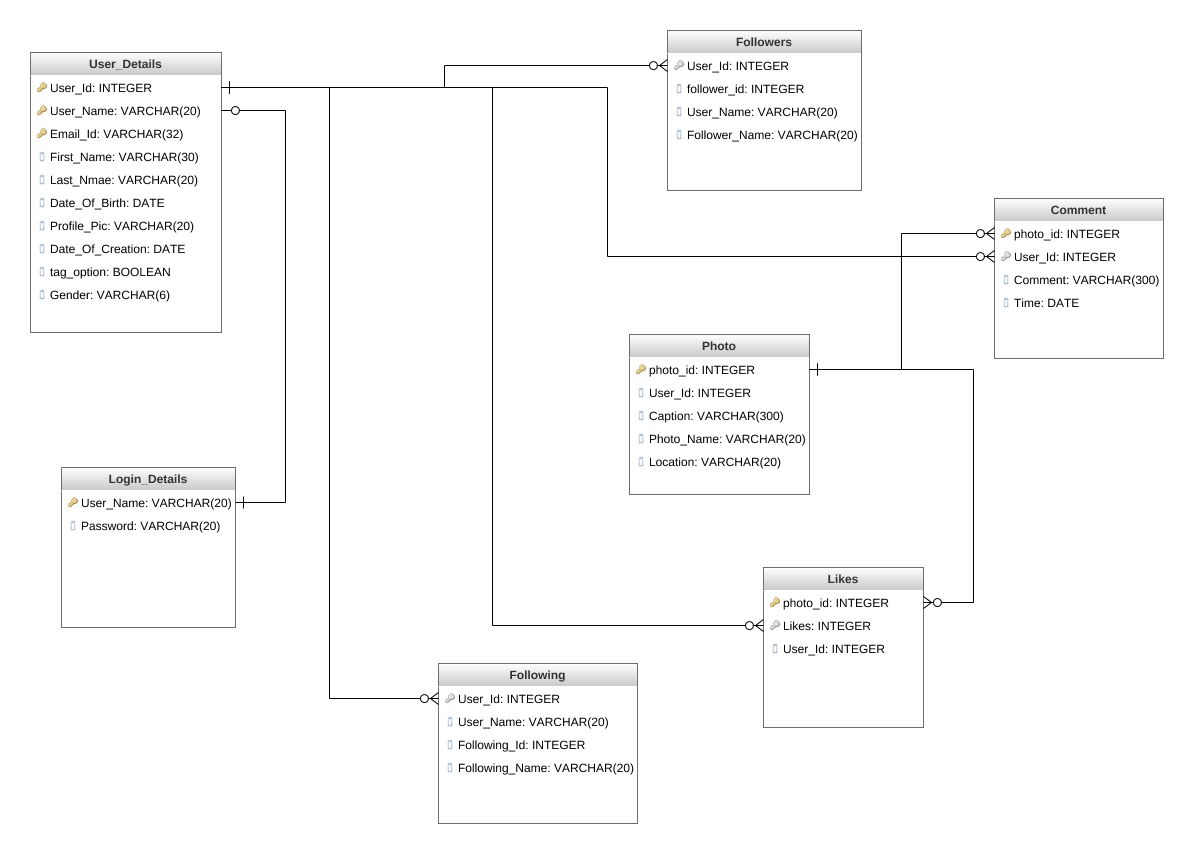 User_Details
User_Id: INTEGER
User_Name: VARCHAR(20)
Email_Id: VARCHAR(32)
First_Name: VARCHAR(30)
Last_Nmae: VARCHAR(20)
Date_Of_Birth: DATE
Profile_Pic: VARCHAR(20)
Date_Of_Creation: DATE
tag_option: BOOLEAN
Gender: VARCHAR(6)
Followers
User_Id: INTEGER
follower_id: INTEGER
User_Name: VARCHAR(20)
Follower_Name: VARCHAR(20)
Comment
photo_id: INTEGER
User_Id: INTEGER
Comment: VARCHAR(300)
Time: DATE
Photo
photo_id: INTEGER
User_Id: INTEGER
Caption: VARCHAR(300)
Photo_Name: VARCHAR(20)
Location: VARCHAR(20)
Login_Details
User_Name: VARCHAR(20)
Password: VARCHAR(20)
Likes
photo_id: INTEGER
Likes: INTEGER
User_Id: INTEGER
Following
User_Id: INTEGER
User_Name: VARCHAR(20)
Following_Id: INTEGER
Following_Name: VARCHAR(20)